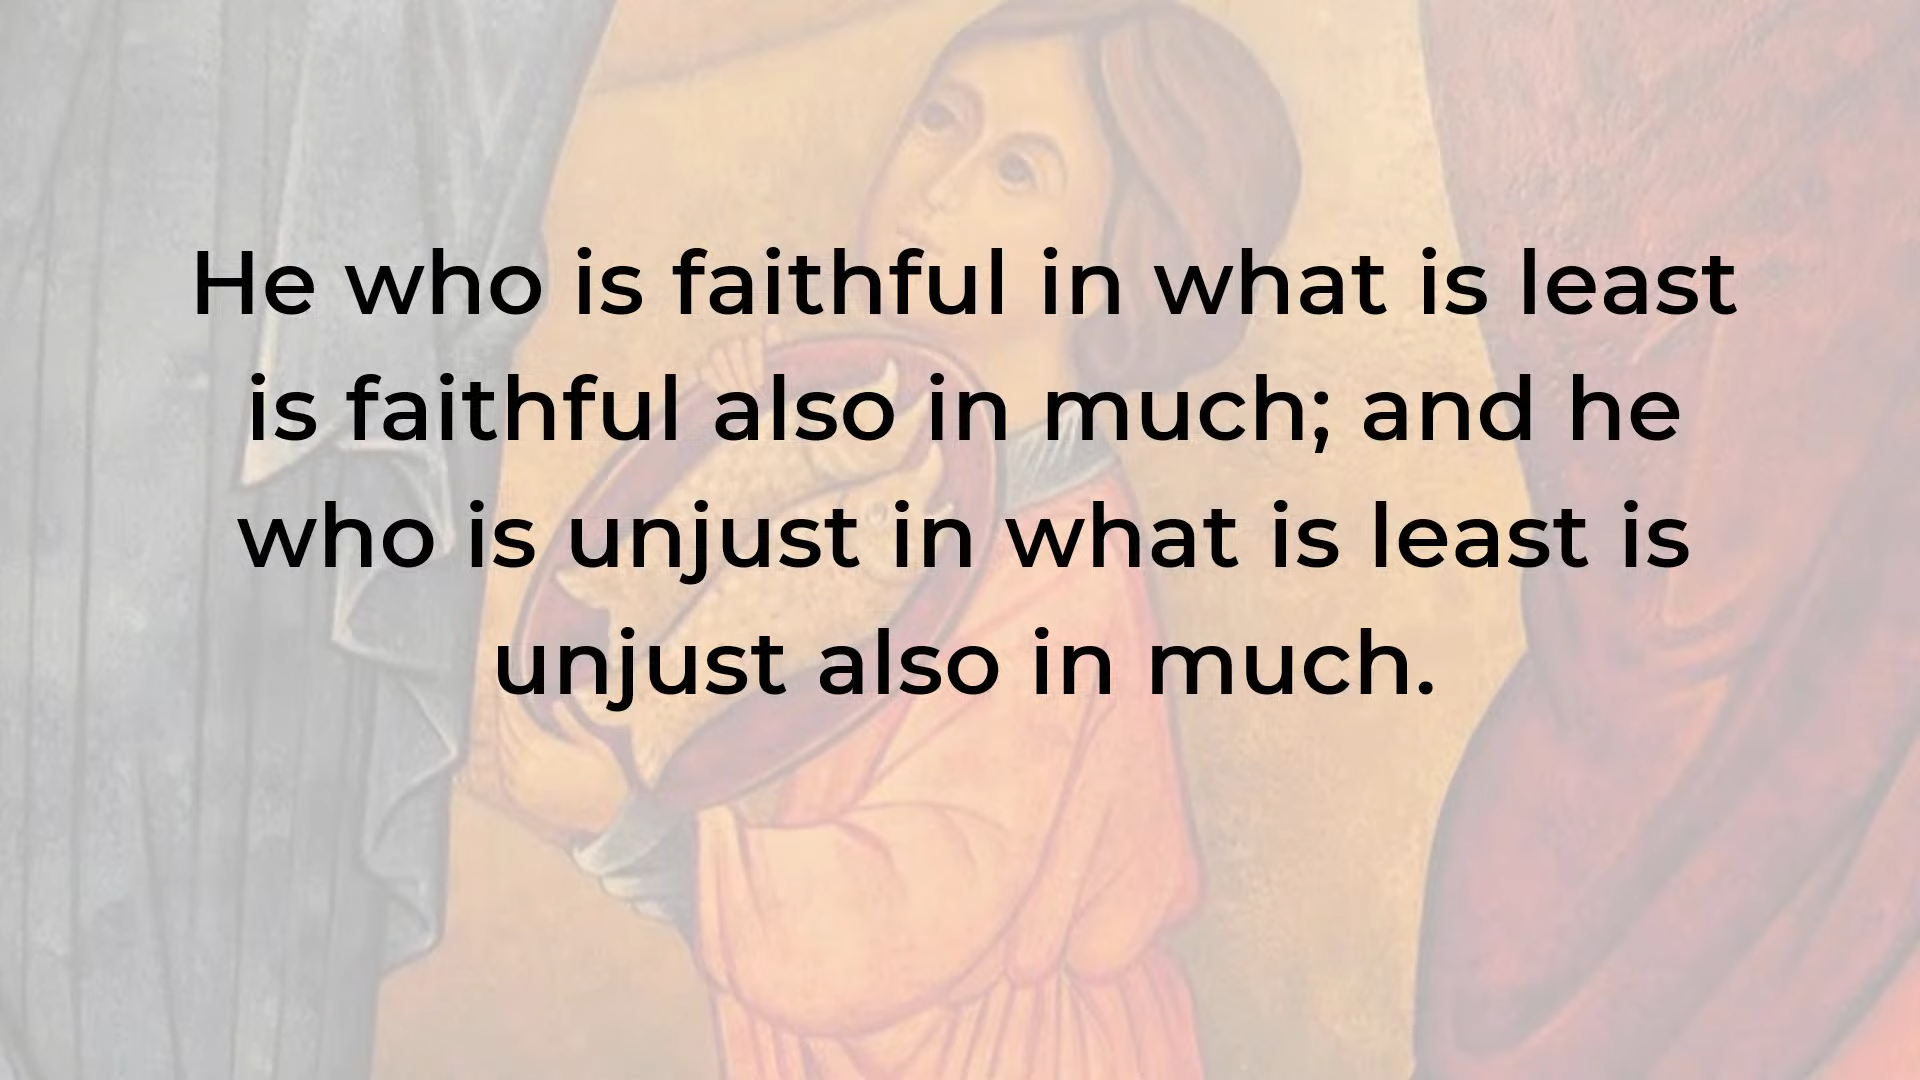 He who is faithful in what is least
is faithful also in much; and he
who is unjust in what is least is
unjust also in much.